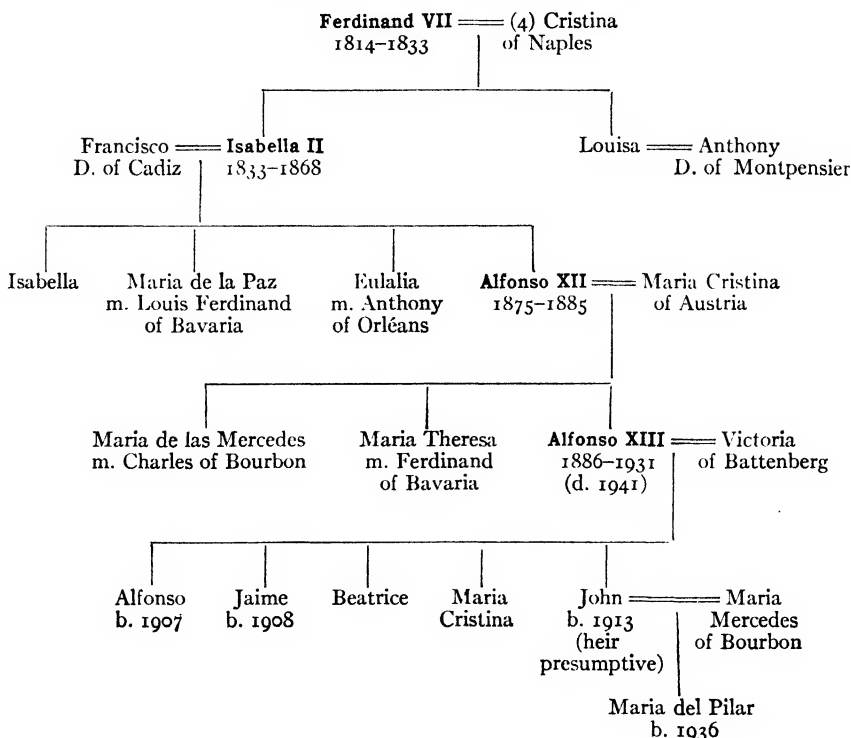 Ferdinand VII (4) Cristina
1814–1833 of Naples
Francisco Isabella II Louisa Anthony
D. of Cadiz 1833–1868 D. of Montpensier
Isabella Maria de la Paz Eulalia Alfonso XII Maria Cristina
m. Louis Ferdinand m. Anthony 1875–1885 of Austria
of Bavaria of Orléans
Maria de las Mercedes Maria Theresa Alfonso XIII Victoria
m. Charles of Bourbon m. Ferdinand 1886–1931 of Battenberg
of Bavaria (d. 1941)
Alfonso Jaime Beatrice Maria John Maria
b. 1907 b. 1908 Cristina b. 1913 Mercedes
(heir of Bourbon
presumptive)
Maria del Pilar
b. 1936